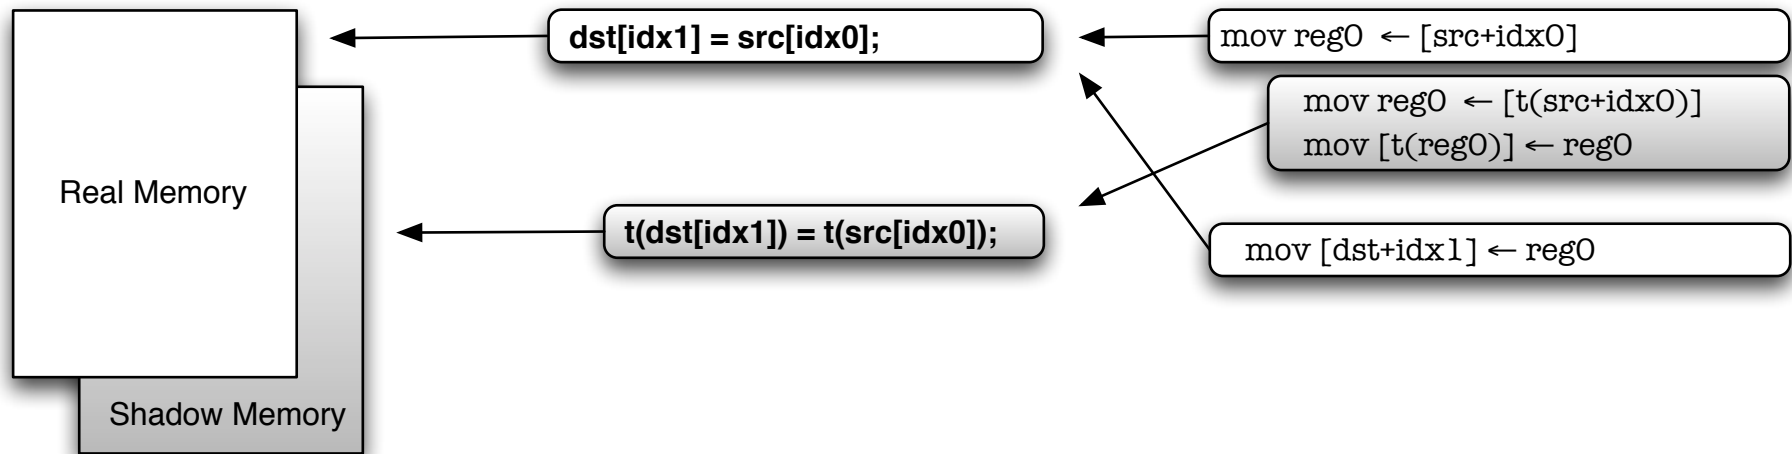 dst[idx1] = src[idx0];
mov reg0 ← [src+idx0]
mov reg0 ← [t(src+idx0)]
mov [t(reg0)] ← reg0
Real Memory
t(dst[idx1]) = t(src[idx0]);
mov [dst+idx1] ← reg0
Shadow Memory